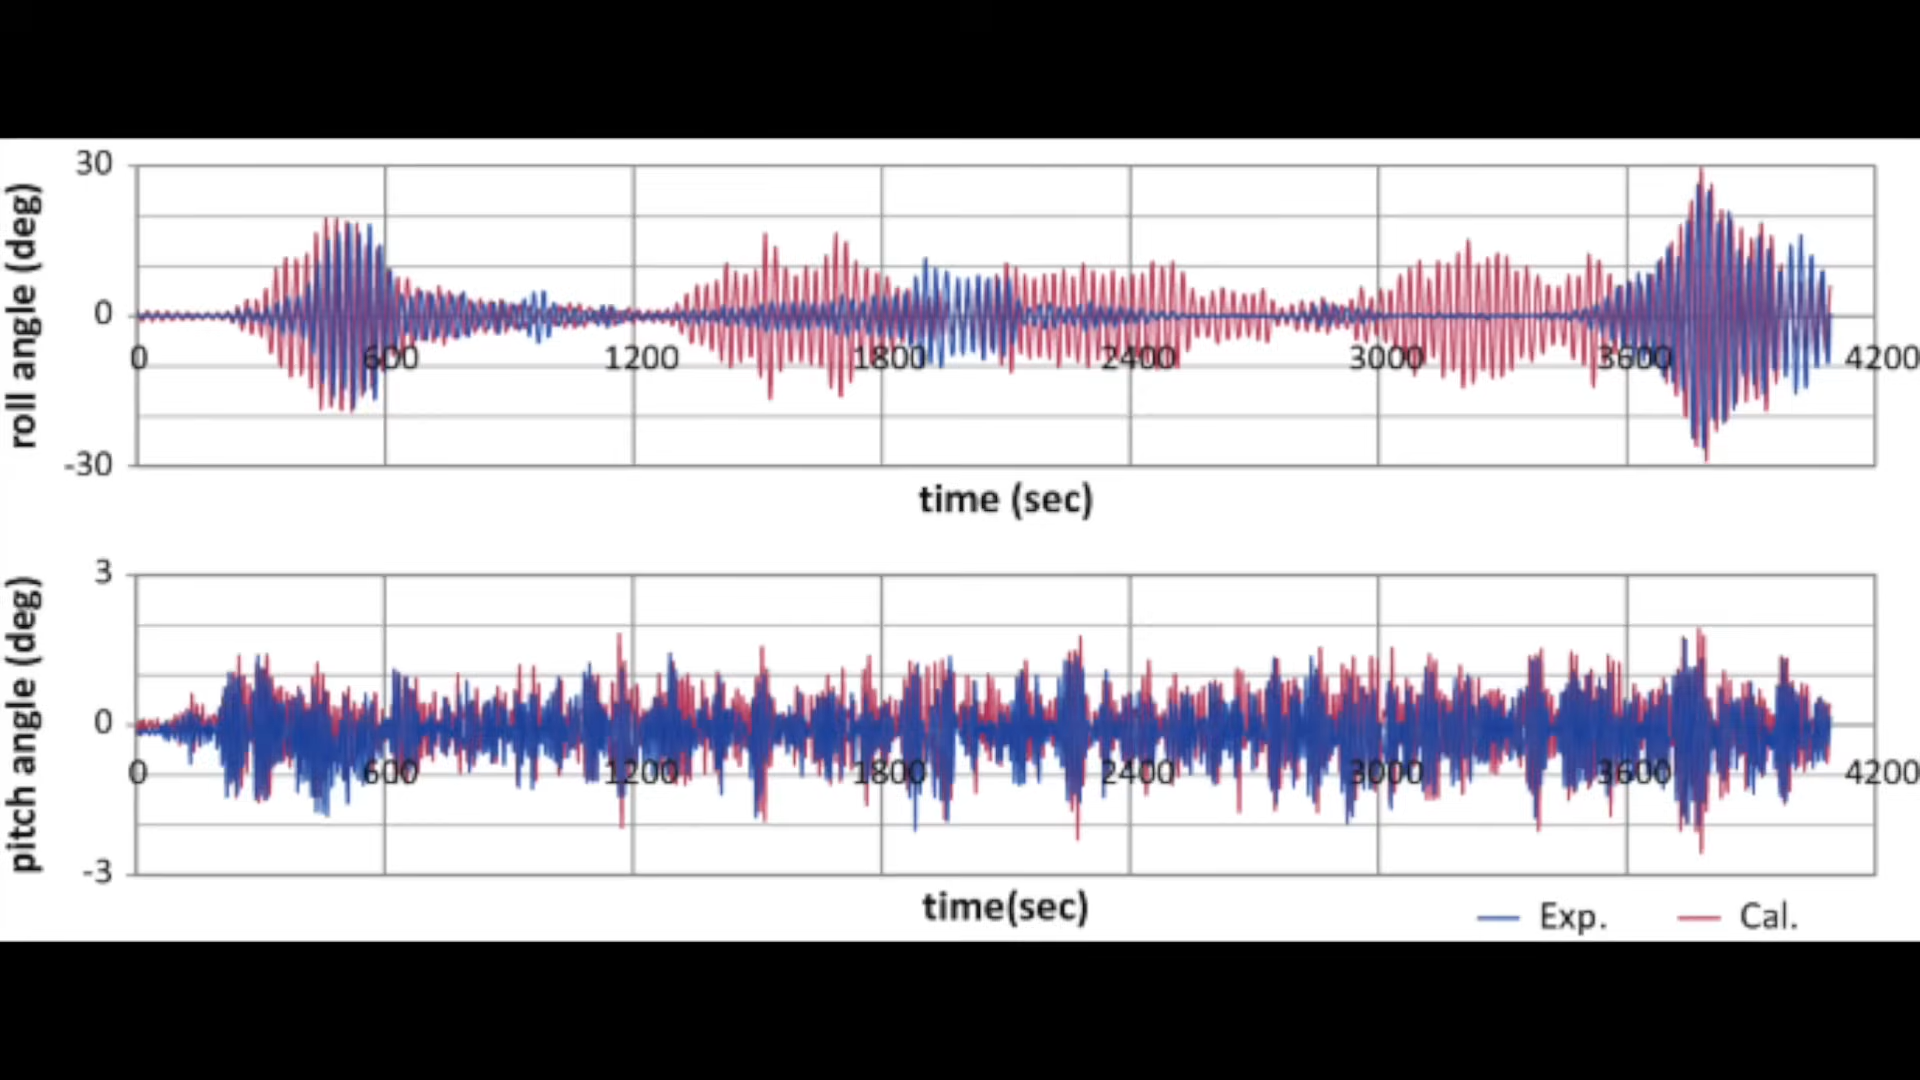 30
roll angle (deg)
0
0 600 1200 1800 2400 3000 3600 4200
-30
time (sec)
3
pitch angle (deg)
0
0 600 1200 1800 2400 3000 3600 4200
-3
time(sec)
Exp. Cal.